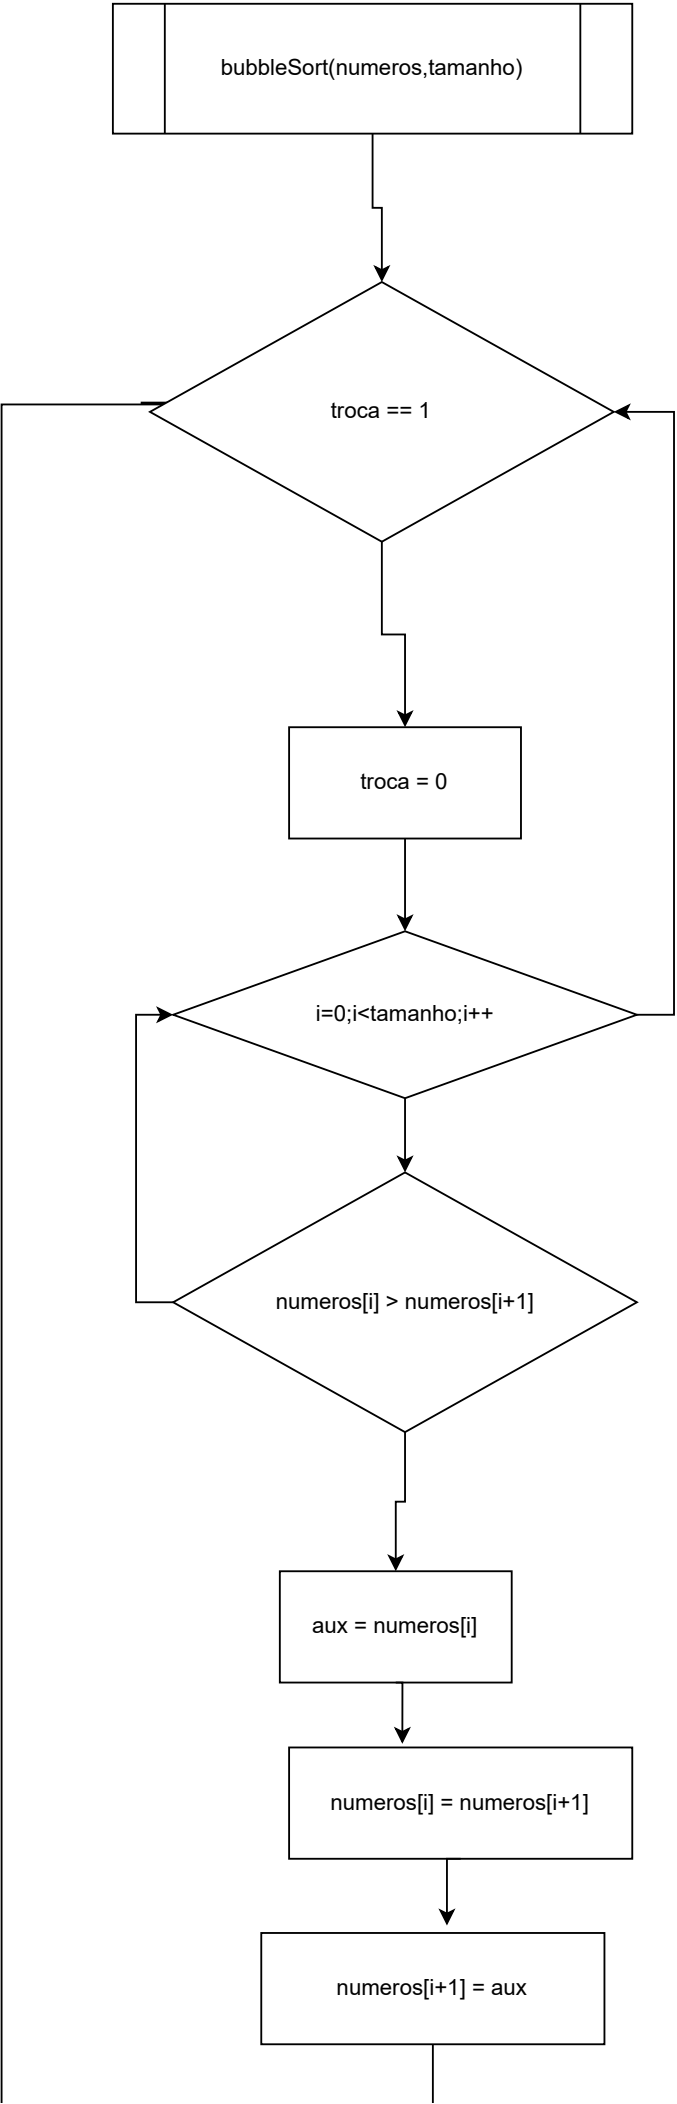 bubbleSort(numeros,tamanho)
troca == 1
troca = 0
i=0;i<tamanho;i++
numeros[i] > numeros[i+1]
aux = numeros[i]
numeros[i] = numeros[i+1]
numeros[i+1] = aux